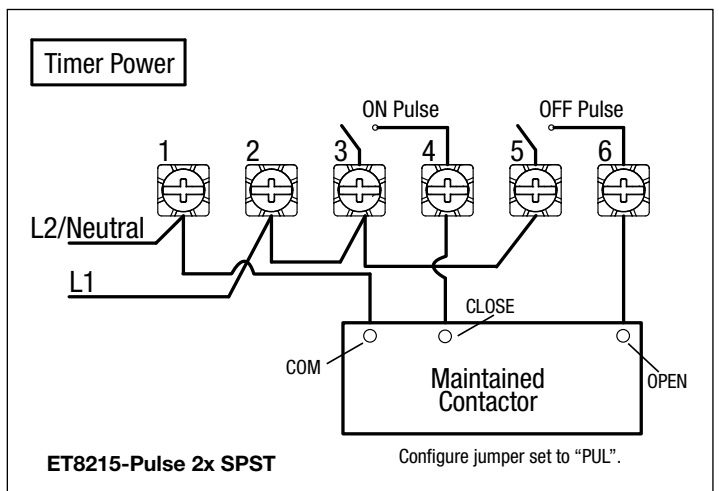 Timer Power
ON Pulse
OFF Pulse
1 2 3 4 5 6
L2/Neutral
L1
CLOSE
COM
OPEN
Maintained
Contactor
ET8215-Pulse 2x SPST
Configure jumper set to “PUL”.